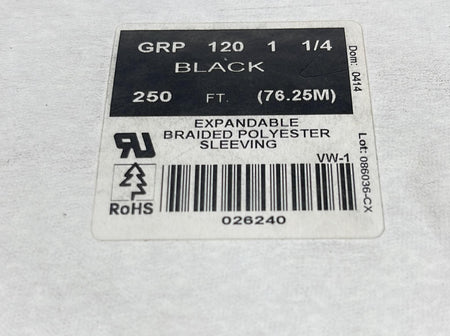 GRP 120 1 1/4
BLACK
250 FT. (76.25M)
EXPANDABLE
BRAIDED POLYESTER
SLEEVING
VW-1
RoHS
026240
Dom: 0414
Lot: 086036-CX